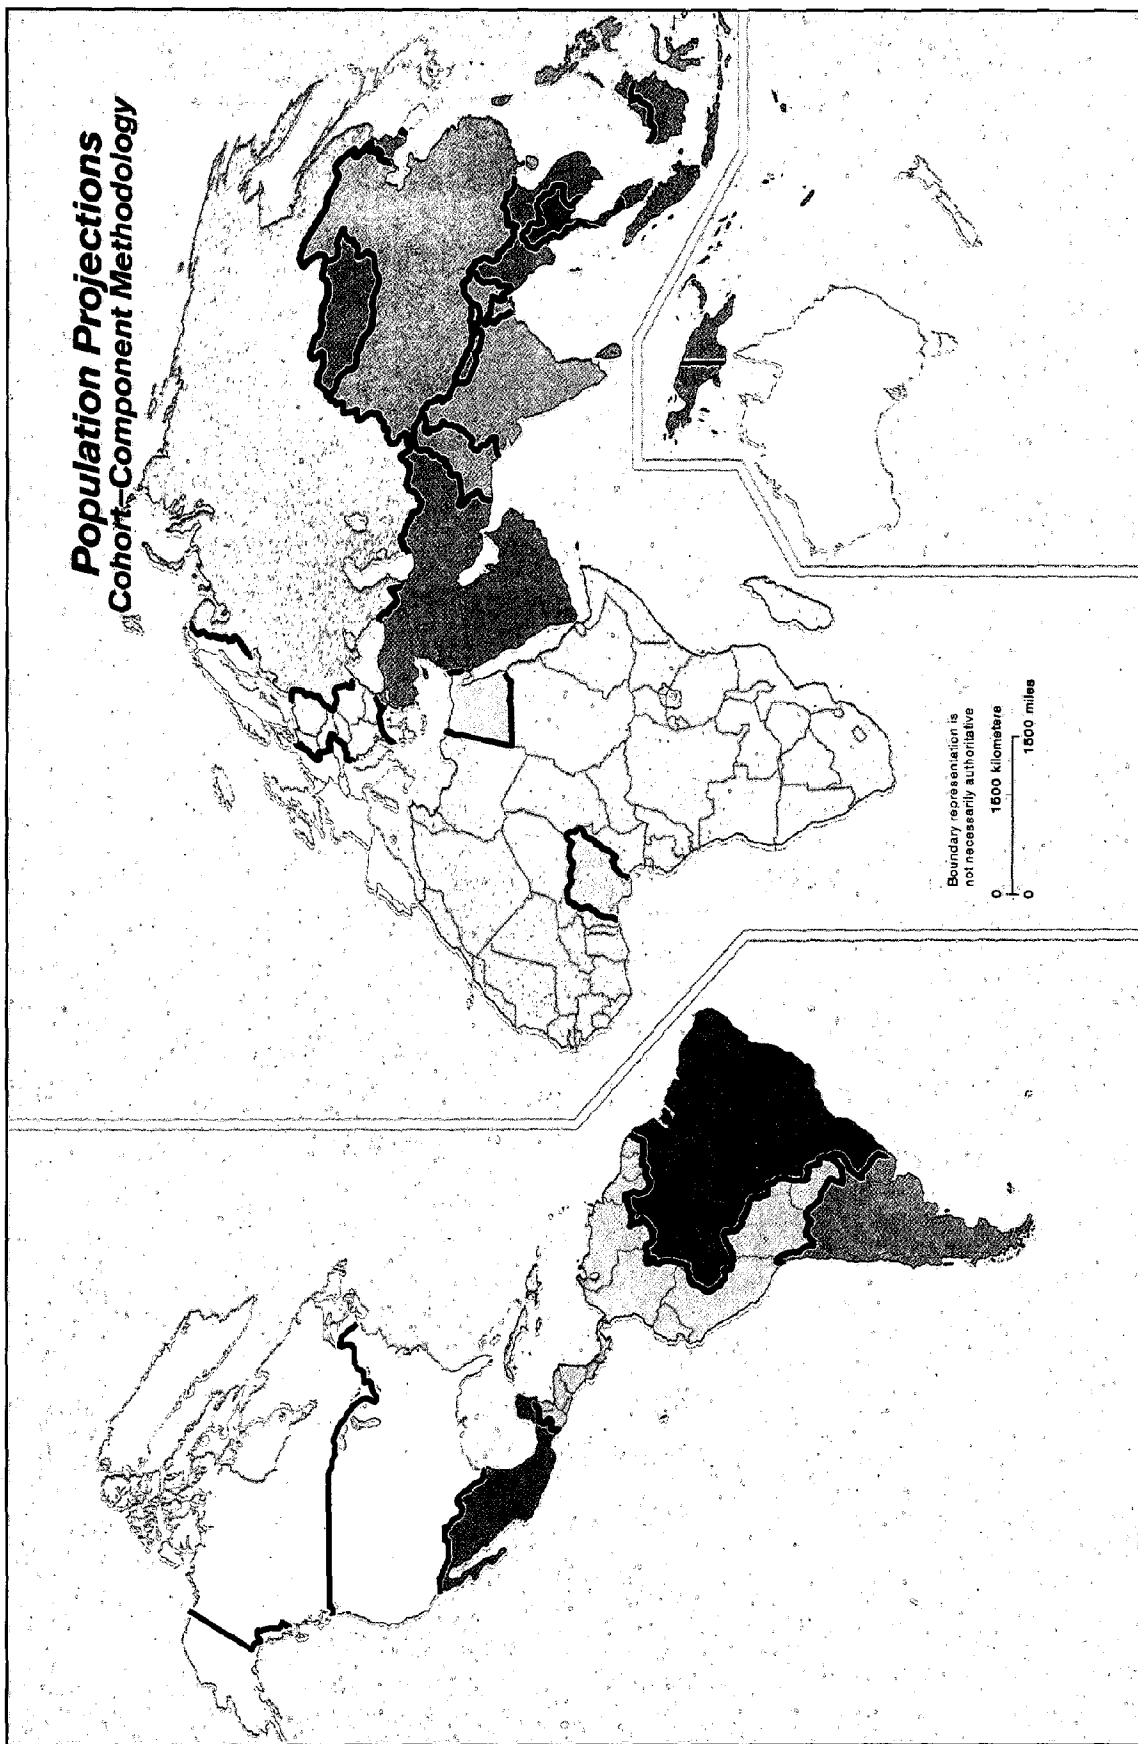 Population Projections
Cohort–Component Methodology
Boundary representation is
not necessarily authoritative
0 1500 kilometers
0 1500 miles